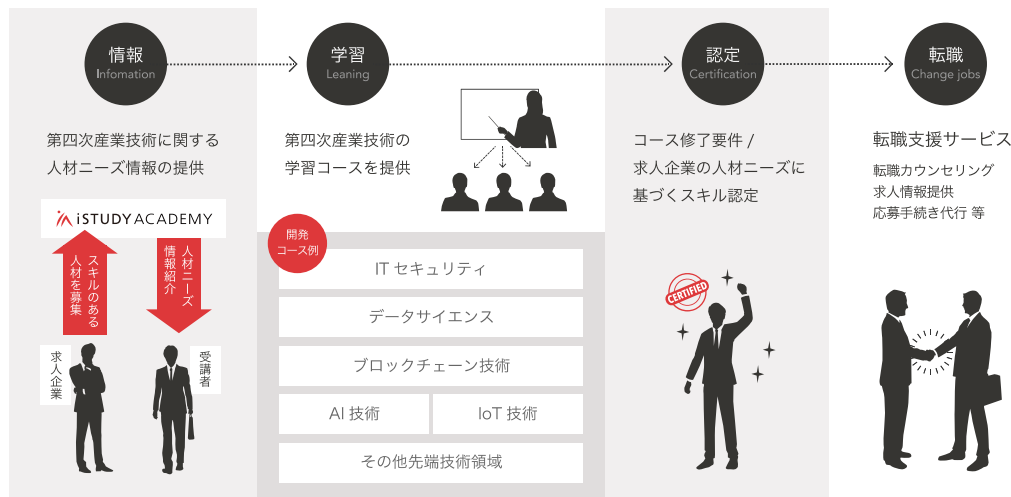 情報
Infomation
学習
Leaning
認定
Certification
転職
Change jobs
第四次産業技術に関する
人材ニーズ情報の提供
iSTUDY ACADEMY
スキルのある
人材を募集
人材ニーズ
情報紹介
求人企業
受講者
第四次産業技術の
学習コースを提供
開発
コース例
ITセキュリティ
データサイエンス
ブロックチェーン技術
AI 技術
IoT 技術
その他先端技術領域
コース修了要件 /
求人企業の人材ニーズに
基づくスキル認定
CERTIFIED
転職支援サービス
転職カウンセリング
求人情報提供
応募手続き代行 等